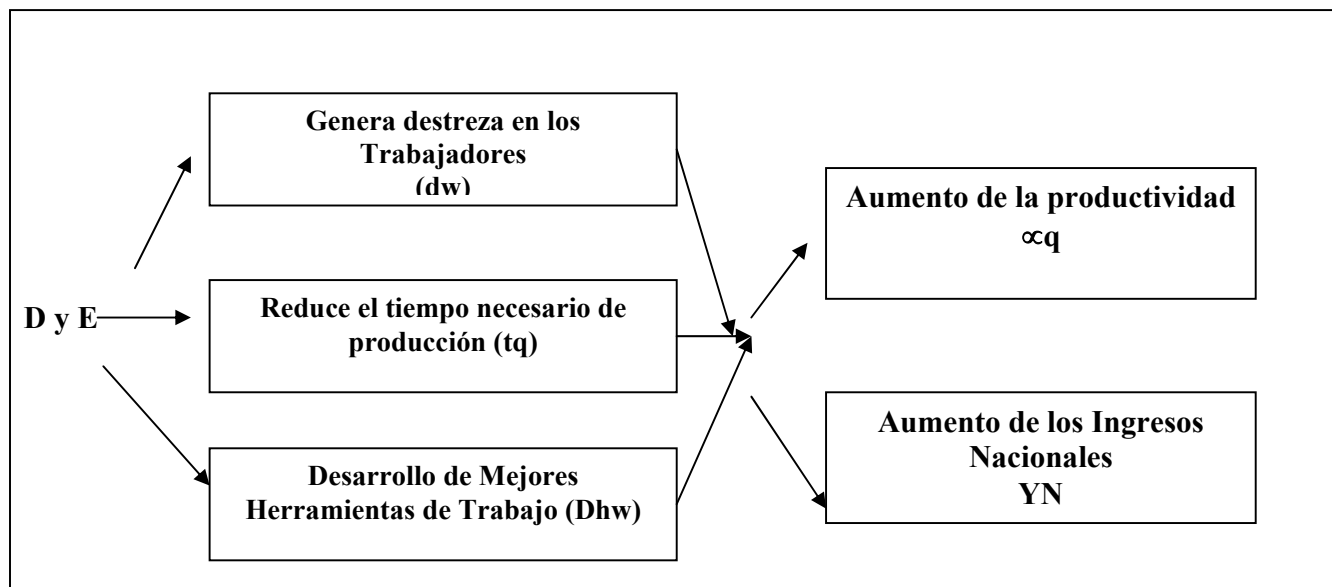 Genera destreza en los
Trabajadores
(dw)
Aumento de la productividad
∝q
D y E
Reduce el tiempo necesario de
producción (tq)
Desarrollo de Mejores
Herramientas de Trabajo (Dhw)
Aumento de los Ingresos
Nacionales
YN